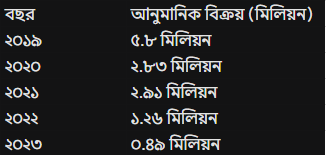 বছর আনুমানিক বিক্রয় (মিলিয়ন)
২০১৯ ৫.৮ মিলিয়ন
২০২০ ২.৮৩ মিলিয়ন
২০২১ ২.৯১ মিলিয়ন
২০২২ ১.২৬ মিলিয়ন
২০২৩ ০.৪৯ মিলিয়ন